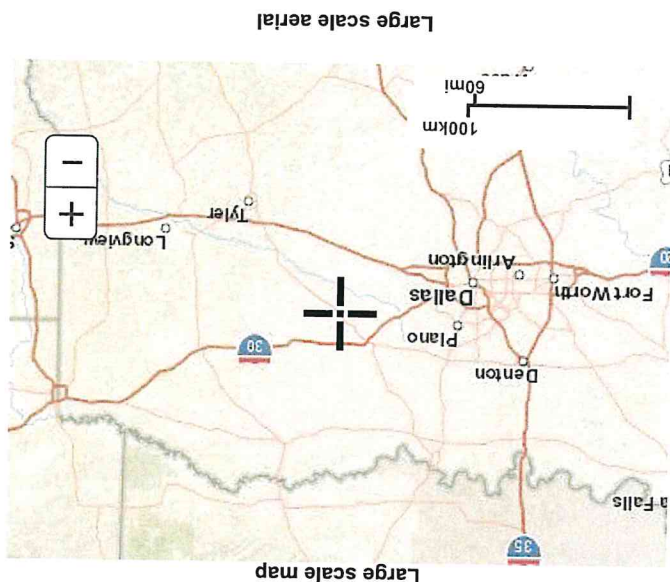 Large scale map
35
a Falls
Denton
30
Plano
Dallas
Fort Worth
Arlington
20
Longview
s
Tyler
+
-
100km
60mi
Large scale aerial